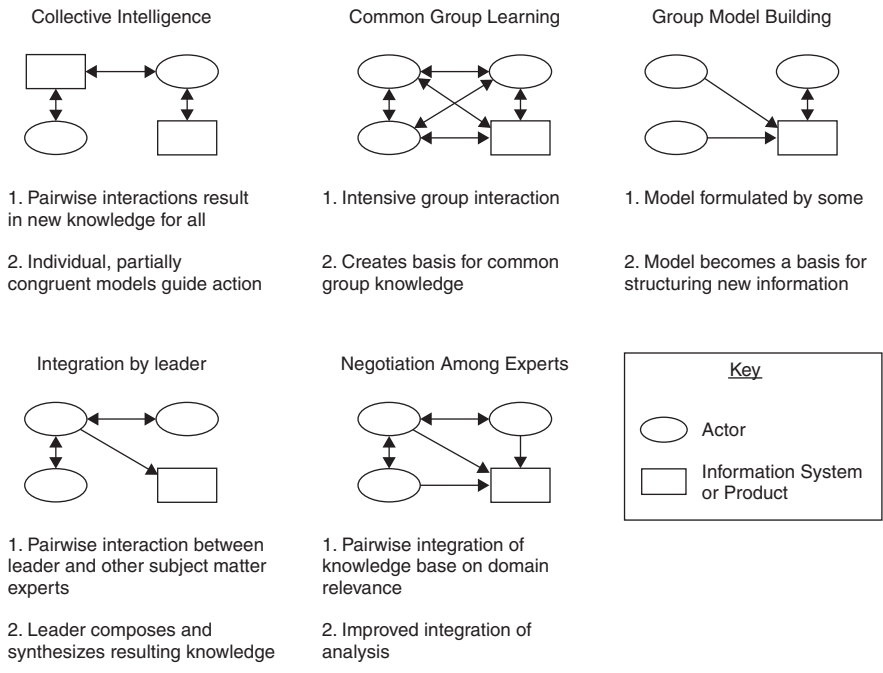 Collective Intelligence
1. Pairwise interactions result
in new knowledge for all
2. Individual, partially
congruent models guide action
Common Group Learning
1. Intensive group interaction
2. Creates basis for common
group knowledge
Group Model Building
1. Model formulated by some
2. Model becomes a basis for
structuring new information
Integration by leader
1. Pairwise interaction between
leader and other subject matter
experts
2. Leader composes and
synthesizes resulting knowledge
Negotiation Among Experts
1. Pairwise integration of
knowledge base on domain
relevance
2. Improved integration of
analysis
Key
Actor
Information System
or Product